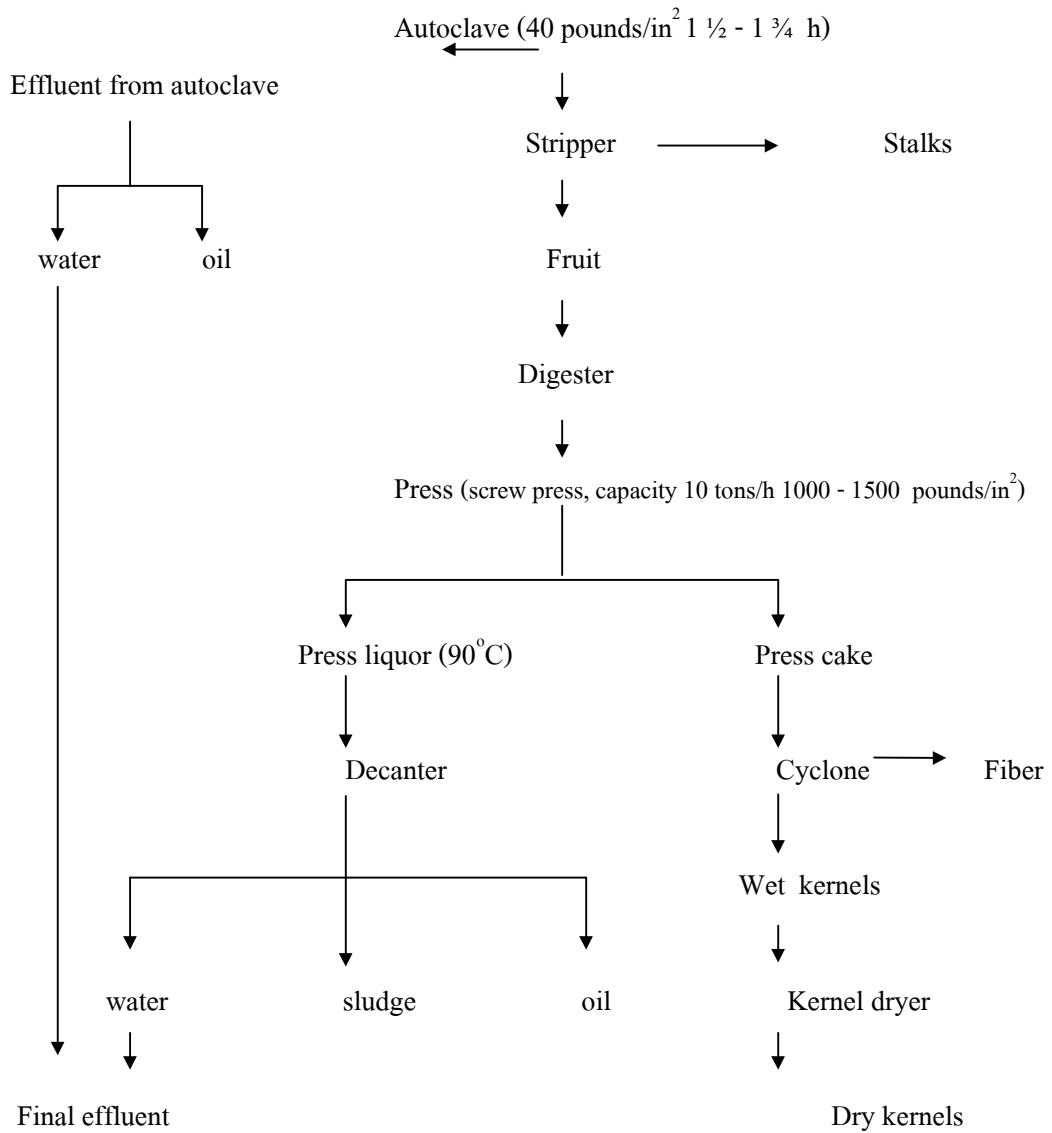 Autoclave (40 pounds/in² 1 ½ - 1 ¾ h)
Effluent from autoclave
Stripper
Stalks
water
oil
Fruit
Digester
Press (screw press, capacity 10 tons/h 1000 - 1500 pounds/in²)
Press liquor (90°C)
Press cake
Decanter
Cyclone
Fiber
Wet kernels
water
sludge
oil
Kernel dryer
Final effluent
Dry kernels